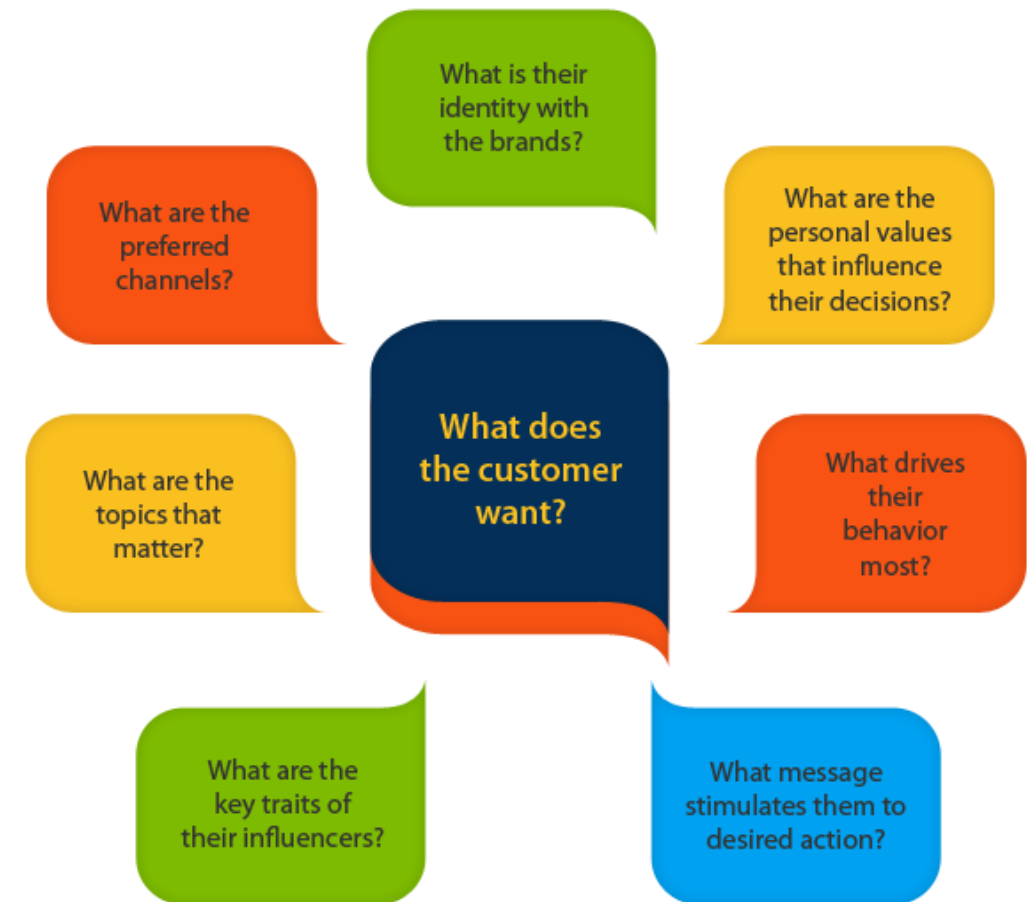 What is their
identity with
the brands?
What are the
preferred
channels?
What are the
personal values
that influence
their decisions?
What does
the customer
want?
What are the
topics that
matter?
What drives
their
behavior
most?
What are the
key traits of
their influencers?
What message
stimulates them to
desired action?